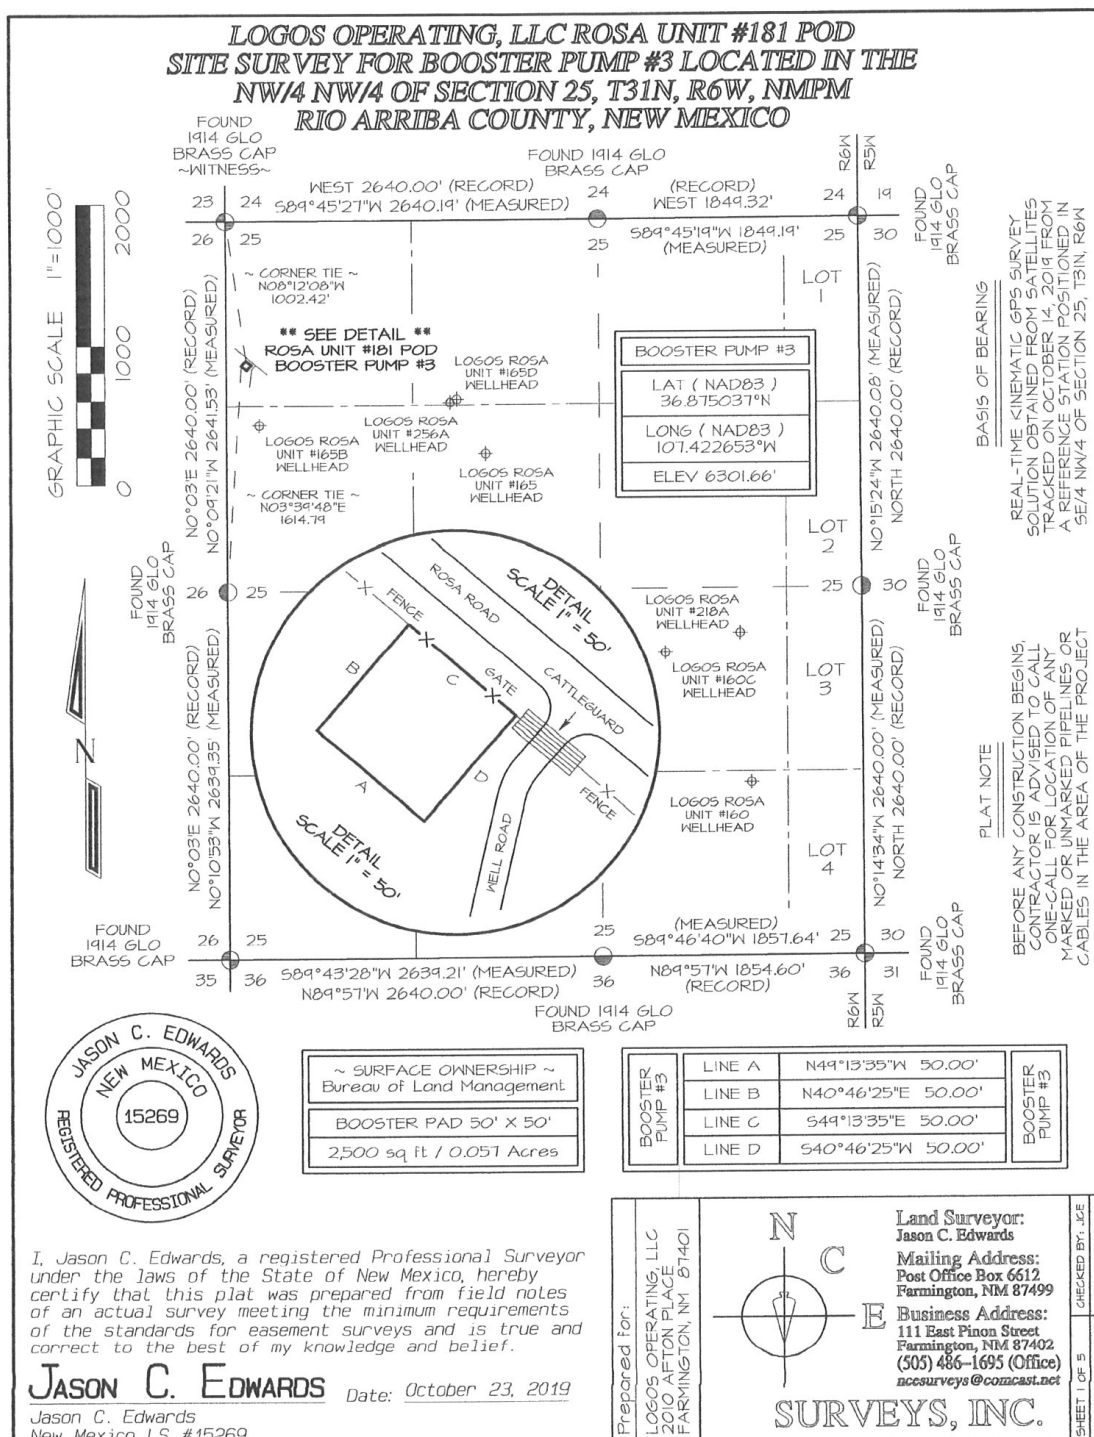 LOGOS OPERATING, LLC ROSA UNIT #181 POD
SITE SURVEY FOR BOOSTER PUMP #3 LOCATED IN THE
NW/4 NW/4 OF SECTION 25, T31N, R6W, NMPM
RIO ARRIBA COUNTY, NEW MEXICO
FOUND
1914 GLO
BRASS CAP
~WITNESS~
FOUND 1914 GLO
BRASS CAP
R6W
R5W
WEST 2640.00' (RECORD)
S89°45'27"W 2640.19' (MEASURED)
(RECORD)
WEST 1849.32'
S89°45'19"W 1849.19'
(MEASURED)
23
24
26
25
24
25
24
19
25
30
FOUND
1914 GLO
BRASS CAP
GRAPHIC SCALE 1"=1000'
2000
1000
0
N0°03'E 2640.00' (RECORD)
N0°09'21"W 2641.53' (MEASURED)
~ CORNER TIE ~
N08°12'08"W
1002.42'
** SEE DETAIL **
ROSA UNIT #181 POD
BOOSTER PUMP #3
LOGOS ROSA
UNIT #165D
WELLHEAD
LOGOS ROSA
UNIT #256A
WELLHEAD
LOGOS ROSA
UNIT #165B
WELLHEAD
LOGOS ROSA
UNIT #165
WELLHEAD
~ CORNER TIE ~
N03°39'48"E
1614.79
LOT
1
BOOSTER PUMP #3
LAT ( NAD83 )
36.875037°N
LONG ( NAD83 )
107.422653°W
ELEV 6301.66'
LOT
2
N0°15'24"W 2640.08' (MEASURED)
NORTH 2640.00' (RECORD)
BASIS OF BEARING
REAL-TIME KINEMATIC GPS SURVEY
SOLUTION OBTAINED FROM SATELLITES
TRACKED ON OCTOBER 14, 2019 FROM
A REFERENCE STATION POSITIONED IN
SE/4 NW/4 OF SECTION 25, T31N, R6W
FOUND
1914 GLO
BRASS CAP
26
25
25
30
FOUND
1914 GLO
BRASS CAP
N
DETAIL
SCALE 1" = 50'
ROSA ROAD
FENCE
B
C
GATE
CATTLEGUARD
A
D
FENCE
WELL ROAD
DETAIL
SCALE 1" = 50'
LOGOS ROSA
UNIT #218A
WELLHEAD
LOGOS ROSA
UNIT #160C
WELLHEAD
LOT
3
LOGOS ROSA
UNIT #160
WELLHEAD
LOT
4
N0°03'E 2640.00' (RECORD)
N0°10'53"W 2639.35' (MEASURED)
N0°14'34"W 2640.00' (MEASURED)
NORTH 2640.00' (RECORD)
PLAT NOTE
BEFORE ANY CONSTRUCTION BEGINS,
CONTRACTOR IS ADVISED TO CALL
ONE-CALL FOR LOCATION OF ANY
MARKED OR UNMARKED PIPELINES OR
CABLES IN THE AREA OF THE PROJECT
FOUND
1914 GLO
BRASS CAP
26
25
35
36
25
36
25
30
36
31
(MEASURED)
S89°46'40"W 1857.64'
S89°43'28"W 2639.21' (MEASURED)
N89°57'W 2640.00' (RECORD)
N89°57'W 1854.60'
(RECORD)
FOUND 1914 GLO
BRASS CAP
R6W
R5W
FOUND
1914 GLO
BRASS CAP
JASON C. EDWARDS
NEW MEXICO
15269
REGISTERED PROFESSIONAL SURVEYOR
~ SURFACE OWNERSHIP ~
Bureau of Land Management
BOOSTER PAD 50' X 50'
2,500 sq ft / 0.057 Acres
BOOSTER
PUMP #3
LINE A N49°13'35"W 50.00'
LINE B N40°46'25"E 50.00'
LINE C S49°13'35"E 50.00'
LINE D S40°46'25"W 50.00'
BOOSTER
PUMP #3
I, Jason C. Edwards, a registered Professional Surveyor
under the laws of the State of New Mexico, hereby
certify that this plat was prepared from field notes
of an actual survey meeting the minimum requirements
of the standards for easement surveys and is true and
correct to the best of my knowledge and belief.
JASON C. EDWARDS Date: October 23, 2019
Jason C. Edwards
New Mexico LS #15269
Prepared for:
LOGOS OPERATING, LLC
2010 AFTON PLACE
FARMINGTON, NM 87401
N
C
E
SURVEYS, INC.
Land Surveyor:
Jason C. Edwards
Mailing Address:
Post Office Box 6612
Farmington, NM 87499
Business Address:
111 East Pinon Street
Farmington, NM 87402
(505) 486-1695 (Office)
ncesurveys@comcast.net
CHECKED BY: JCE
SHEET 1 OF 5